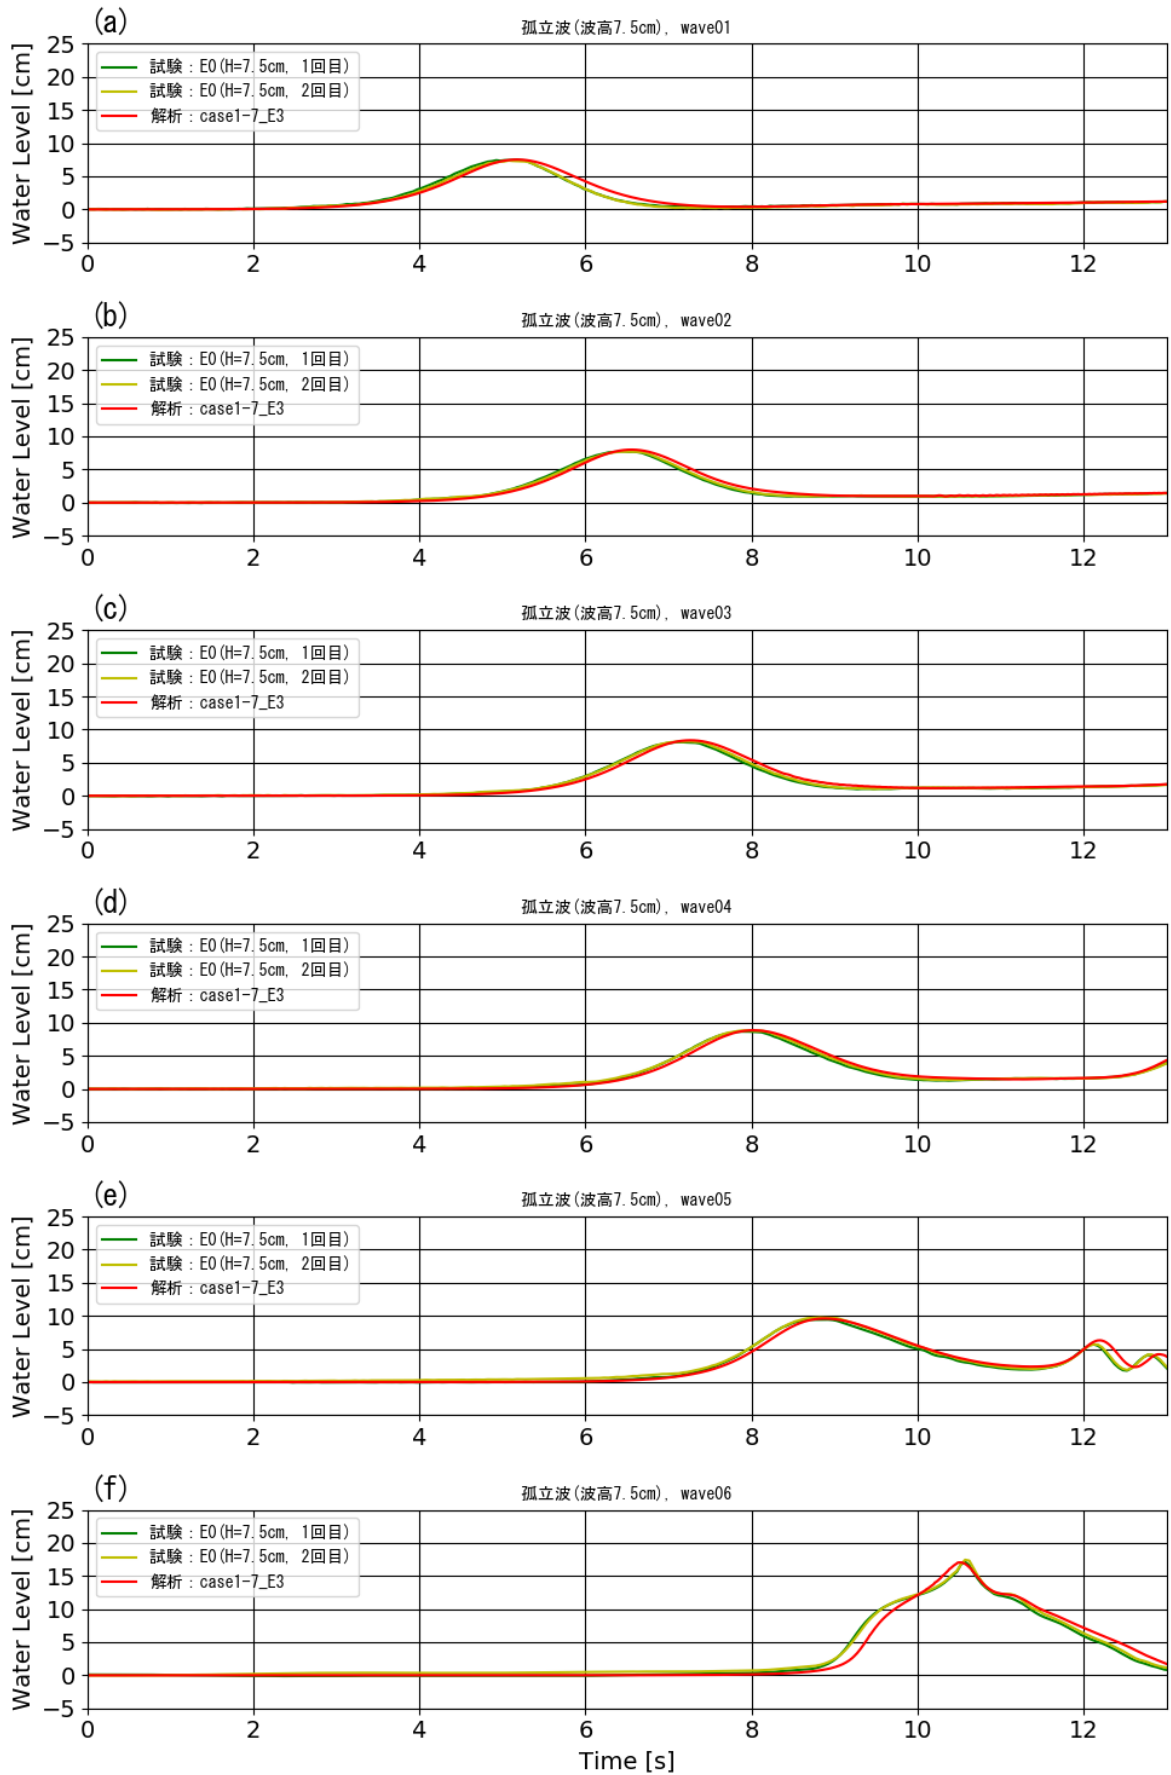 (a)
孤立波(波高7.5cm), wave01
Water Level [cm]
25
20
15
10
5
0
−5
試験：E0(H=7.5cm, 1回目)
試験：E0(H=7.5cm, 2回目)
解析：case1-7_E3
0 2 4 6 8 10 12
(b)
孤立波(波高7.5cm), wave02
Water Level [cm]
25
20
15
10
5
0
−5
試験：E0(H=7.5cm, 1回目)
試験：E0(H=7.5cm, 2回目)
解析：case1-7_E3
0 2 4 6 8 10 12
(c)
孤立波(波高7.5cm), wave03
Water Level [cm]
25
20
15
10
5
0
−5
試験：E0(H=7.5cm, 1回目)
試験：E0(H=7.5cm, 2回目)
解析：case1-7_E3
0 2 4 6 8 10 12
(d)
孤立波(波高7.5cm), wave04
Water Level [cm]
25
20
15
10
5
0
−5
試験：E0(H=7.5cm, 1回目)
試験：E0(H=7.5cm, 2回目)
解析：case1-7_E3
0 2 4 6 8 10 12
(e)
孤立波(波高7.5cm), wave05
Water Level [cm]
25
20
15
10
5
0
−5
試験：E0(H=7.5cm, 1回目)
試験：E0(H=7.5cm, 2回目)
解析：case1-7_E3
0 2 4 6 8 10 12
(f)
孤立波(波高7.5cm), wave06
Water Level [cm]
25
20
15
10
5
0
−5
試験：E0(H=7.5cm, 1回目)
試験：E0(H=7.5cm, 2回目)
解析：case1-7_E3
0 2 4 6 8 10 12
Time [s]